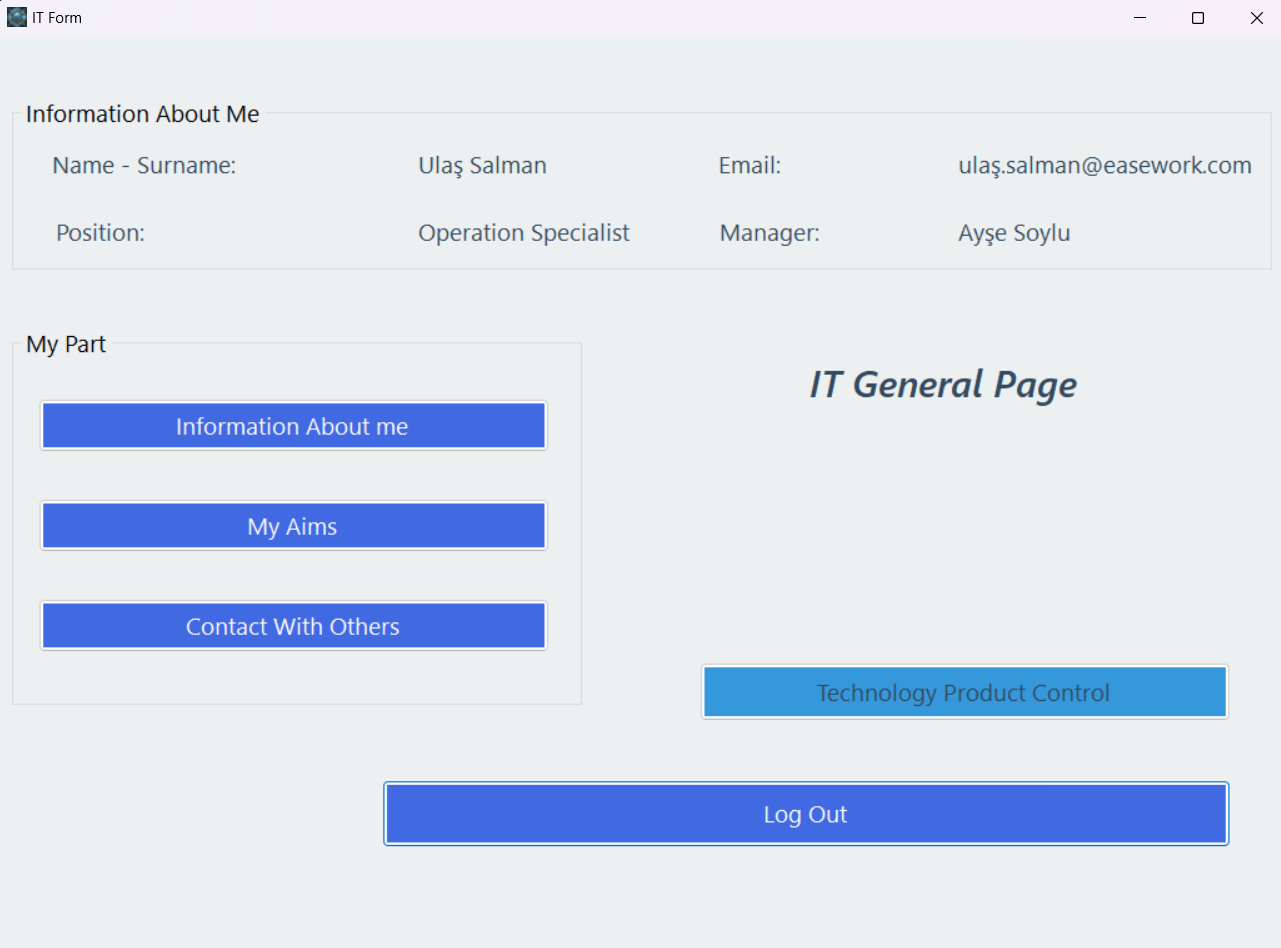 IT Form
Information About Me
Name - Surname: Ulaş Salman Email: ulaş.salman@easework.com
Position: Operation Specialist Manager: Ayşe Soylu
My Part
IT General Page
Information About me
My Aims
Contact With Others
Technology Product Control
Log Out